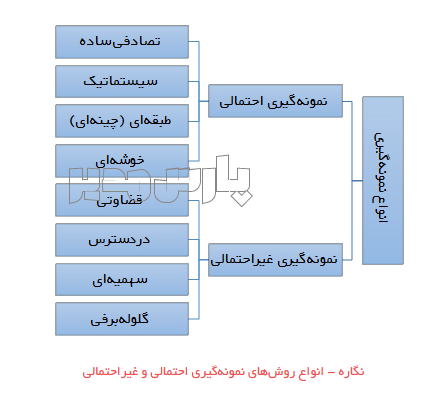 انواع نمونه‌گیری
نمونه‌گیری احتمالی
تصادفی‌ساده
سیستماتیک
طبقه‌ای (چینه‌ای)
خوشه‌ای
نمونه‌گیری غیراحتمالی
قضاوتی
دردسترس
سهمیه‌ای
گلوله‌برفی
نگاره - انواع روش‌های نمونه‌گیری احتمالی و غیراحتمالی